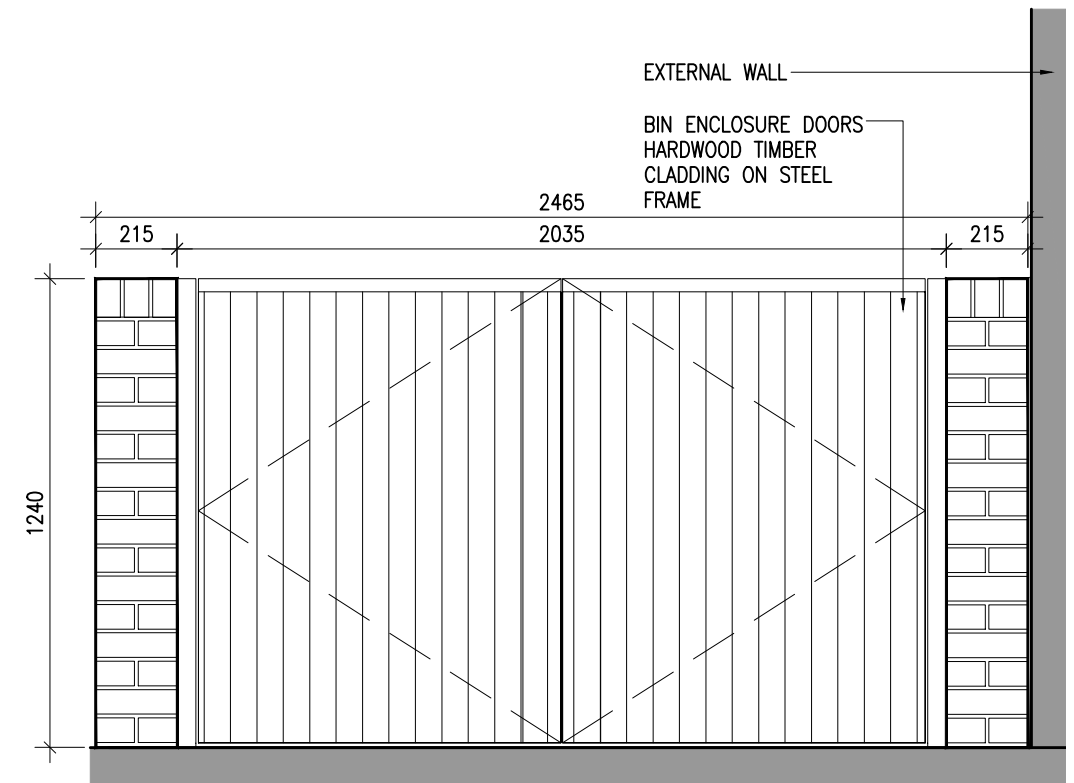 EXTERNAL WALL
BIN ENCLOSURE DOORS
HARDWOOD TIMBER
CLADDING ON STEEL
FRAME
2465
215
2035
215
1240